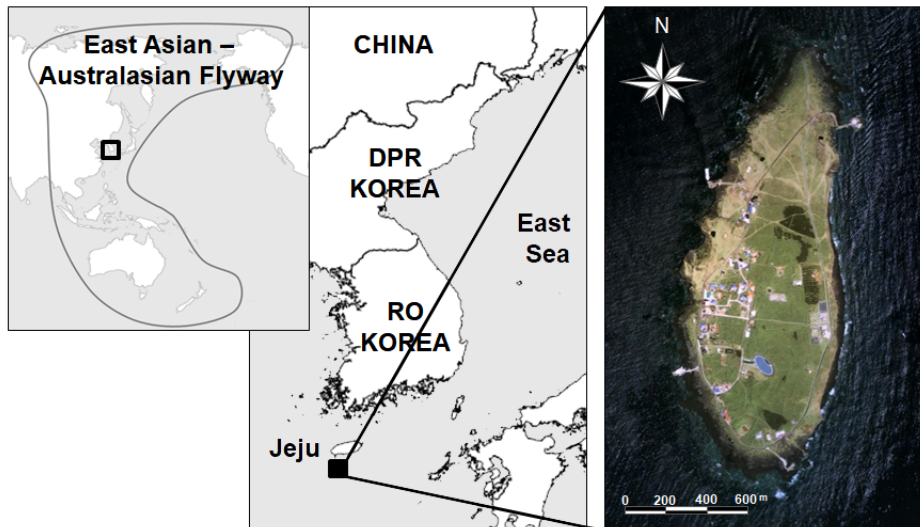 East Asian –
Australasian Flyway
CHINA
DPR
KOREA
East
Sea
RO
KOREA
Jeju
N
0 200 400 600 m